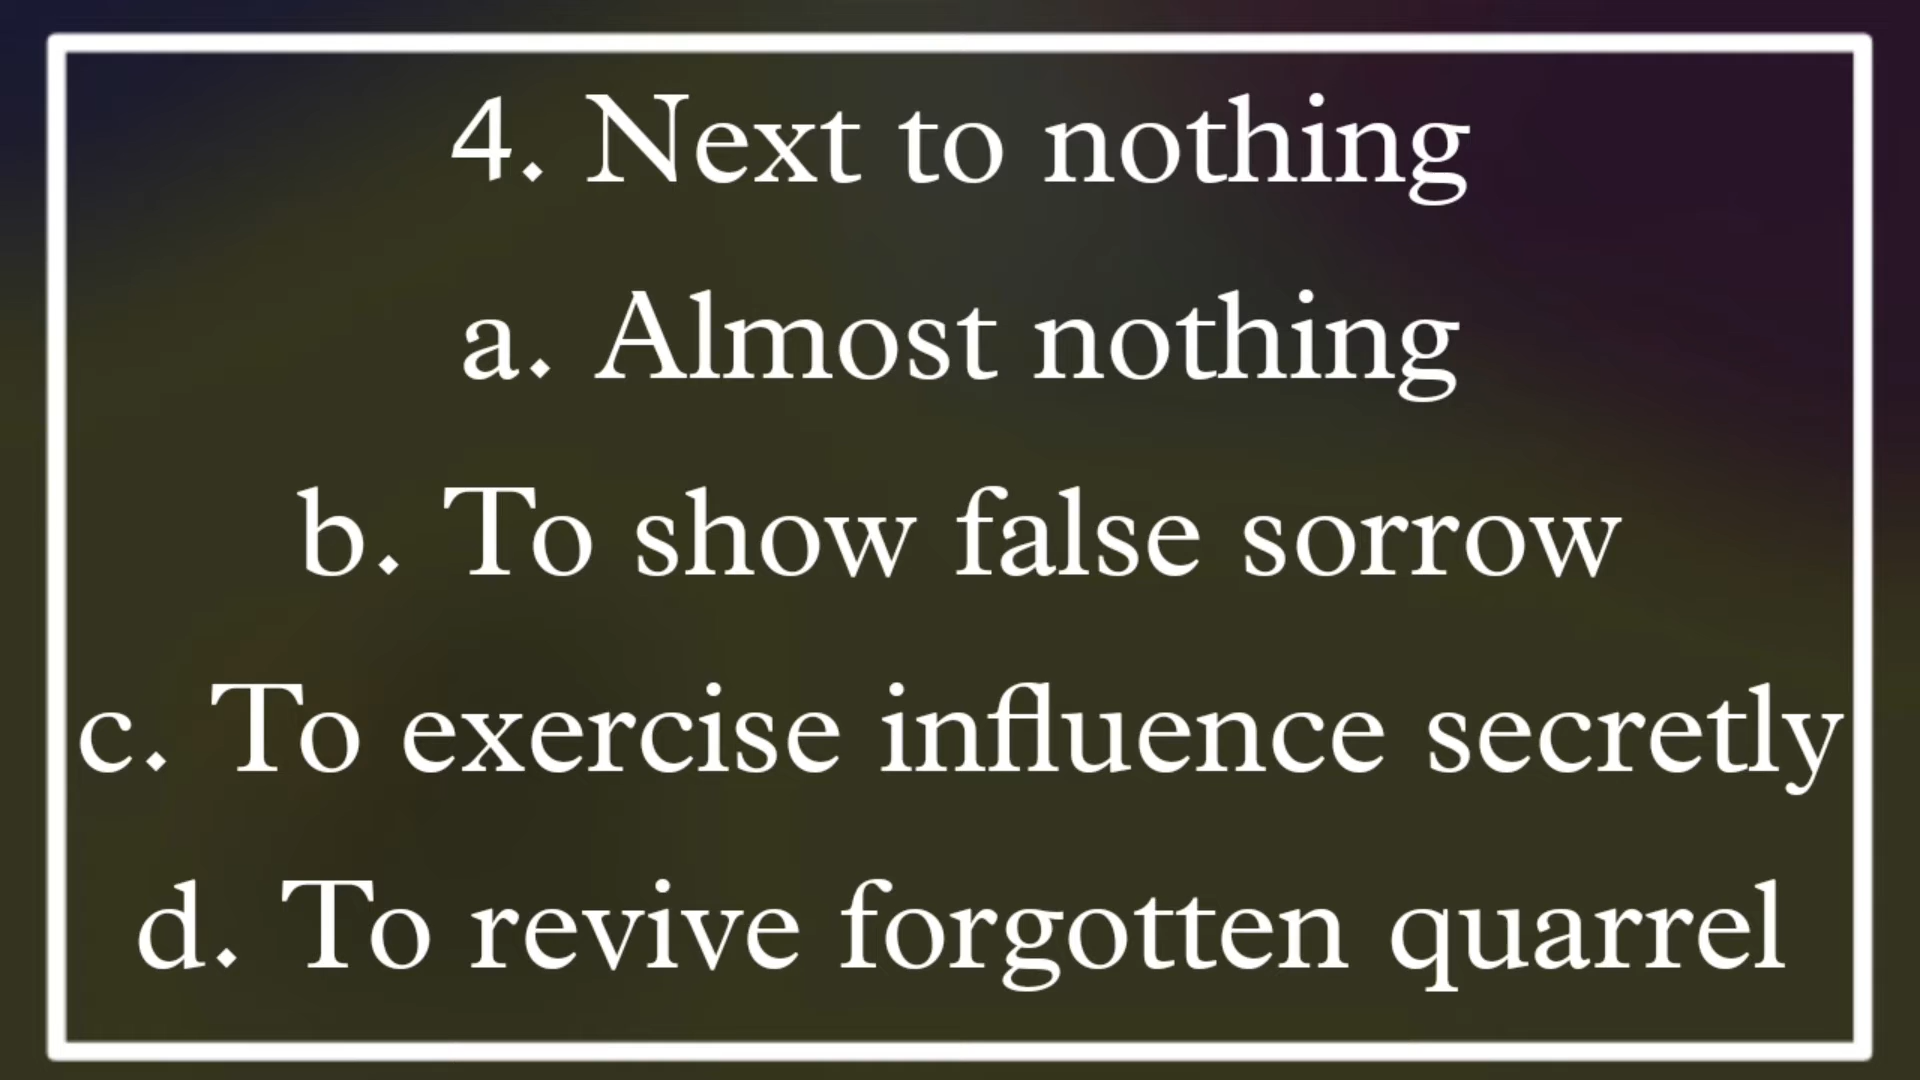 4. Next to nothing
a. Almost nothing
b. To show false sorrow
c. To exercise influence secretly
d. To revive forgotten quarrel